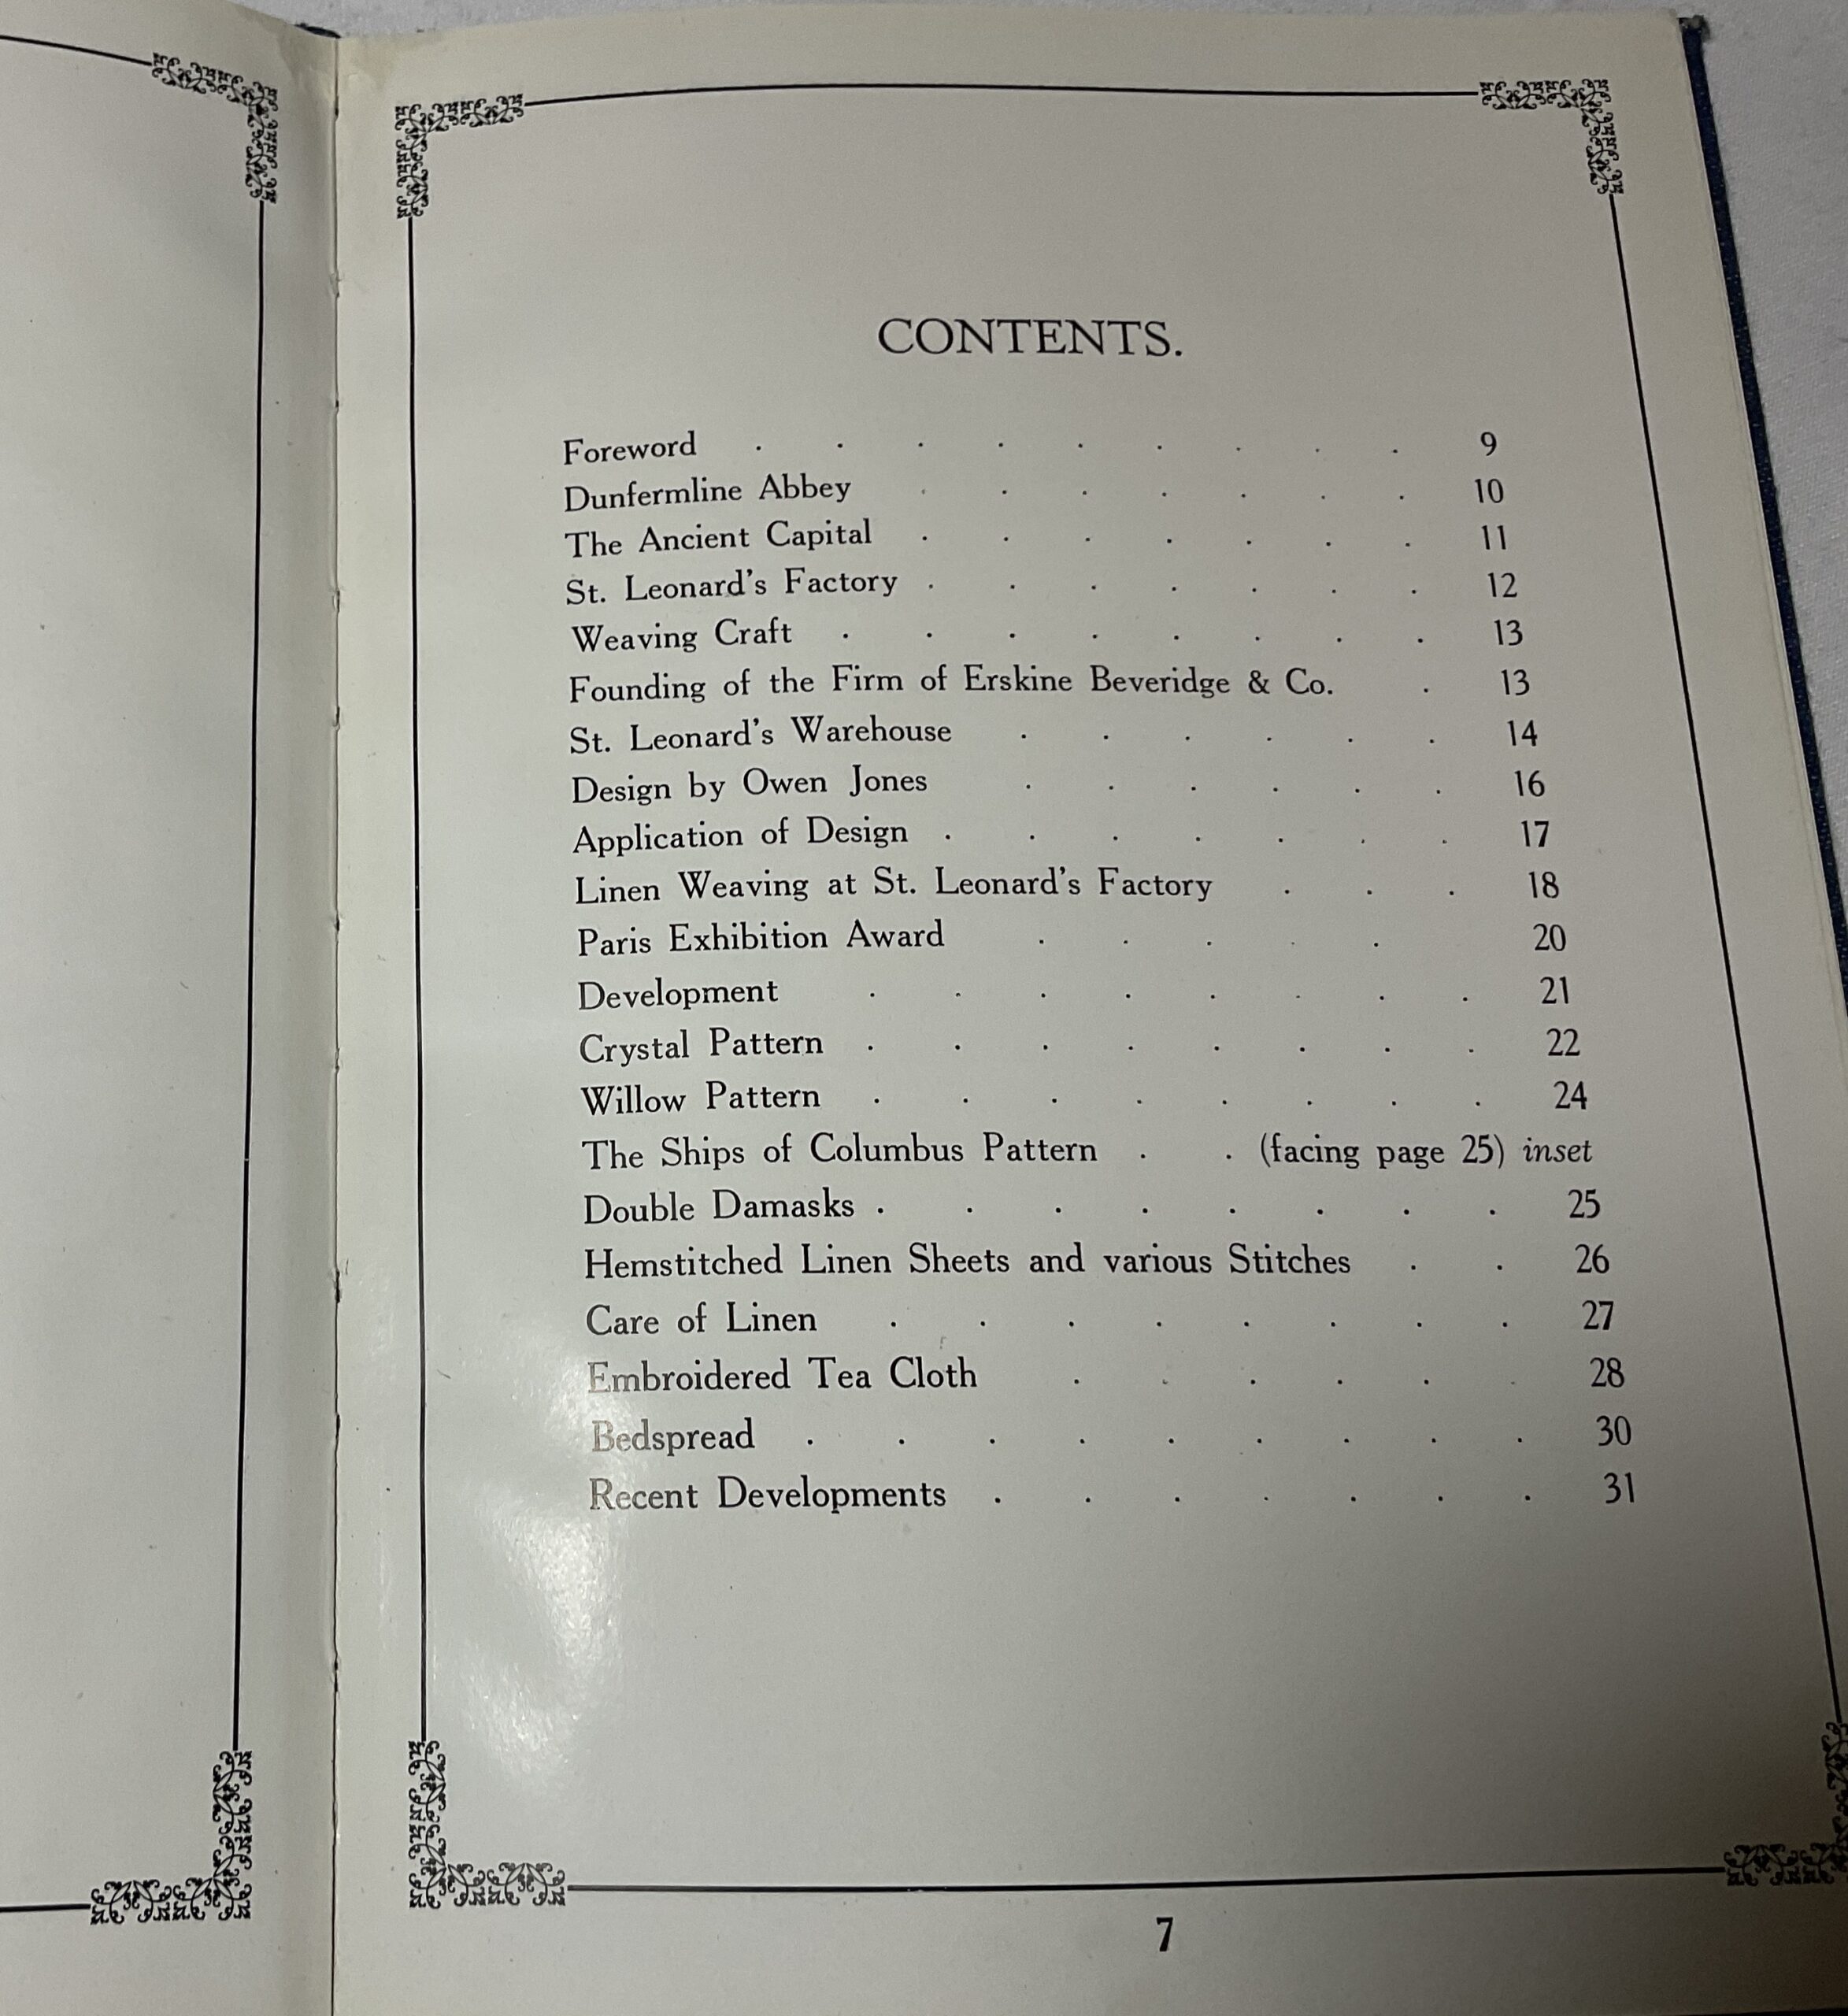 CONTENTS.
Foreword . . . . . . . . . 9
Dunfermline Abbey . . . . . . . 10
The Ancient Capital . . . . . . . 11
St. Leonard's Factory . . . . . . . 12
Weaving Craft . . . . . . . . 13
Founding of the Firm of Erskine Beveridge & Co. . 13
St. Leonard's Warehouse . . . . . . 14
Design by Owen Jones . . . . . . 16
Application of Design . . . . . . . 17
Linen Weaving at St. Leonard's Factory . . . 18
Paris Exhibition Award . . . . . 20
Development . . . . . . . . 21
Crystal Pattern . . . . . . . . 22
Willow Pattern . . . . . . . . 24
The Ships of Columbus Pattern . . (facing page 25) inset
Double Damasks . . . . . . . . 25
Hemstitched Linen Sheets and various Stitches . . 26
Care of Linen . . . . . . . . 27
Embroidered Tea Cloth . . . . . . 28
Bedspread . . . . . . . . . 30
Recent Developments . . . . . . . 31
7